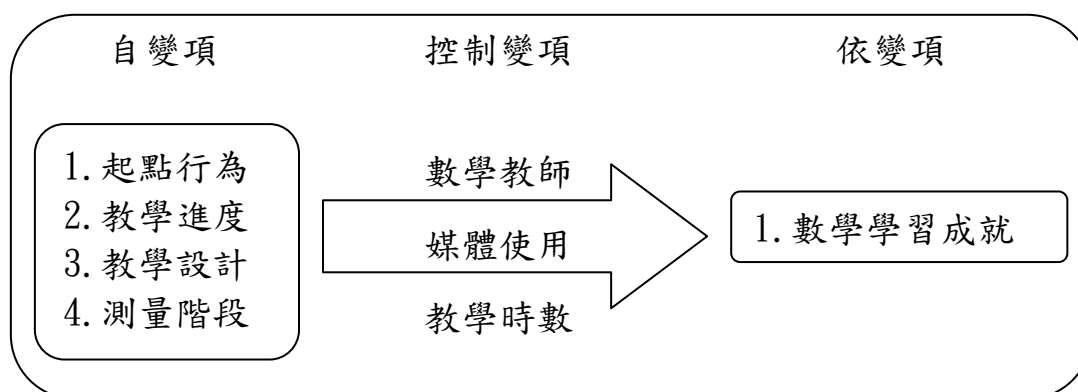 自變項
控制變項
依變項
1.起點行為
2.教學進度
3.教學設計
4.測量階段
數學教師
媒體使用
教學時數
1.數學學習成就